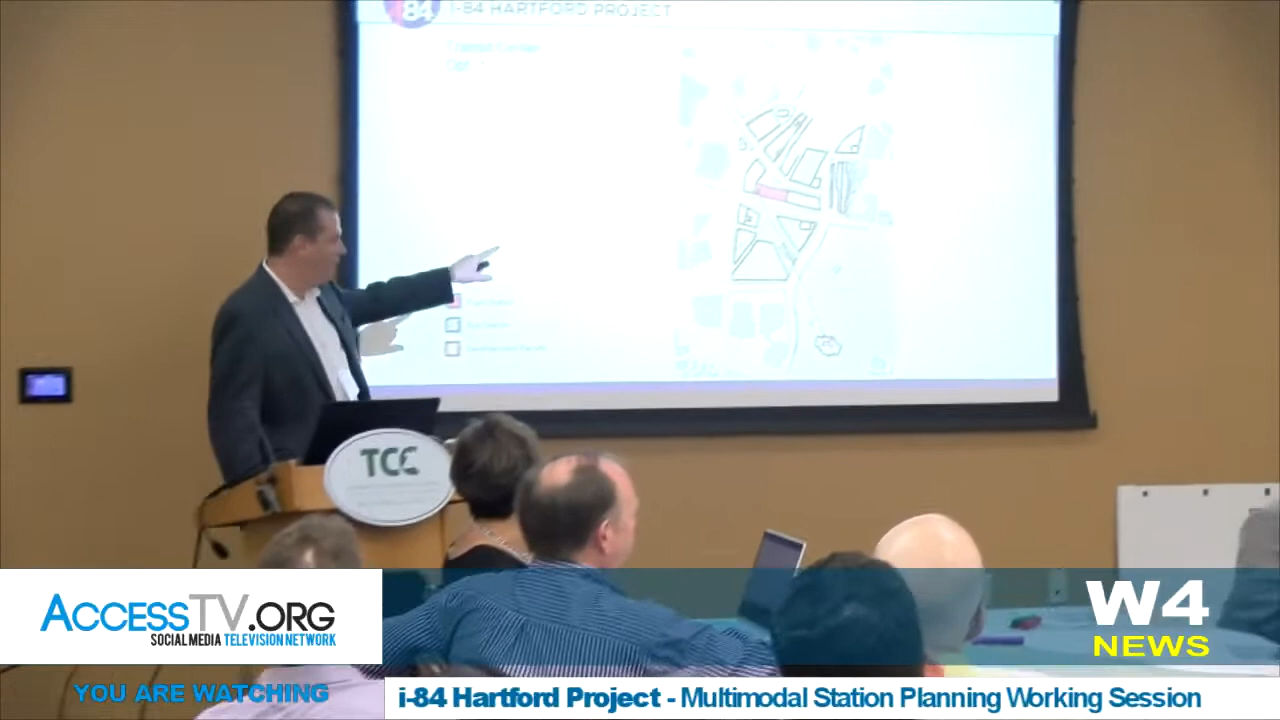 84
i-84 HARTFORD PROJECT
TCC
ACCESSTV.ORG
SOCIAL MEDIA TELEVISION NETWORK
W4
NEWS
YOU ARE WATCHING
i-84 Hartford Project - Multimodal Station Planning Working Session